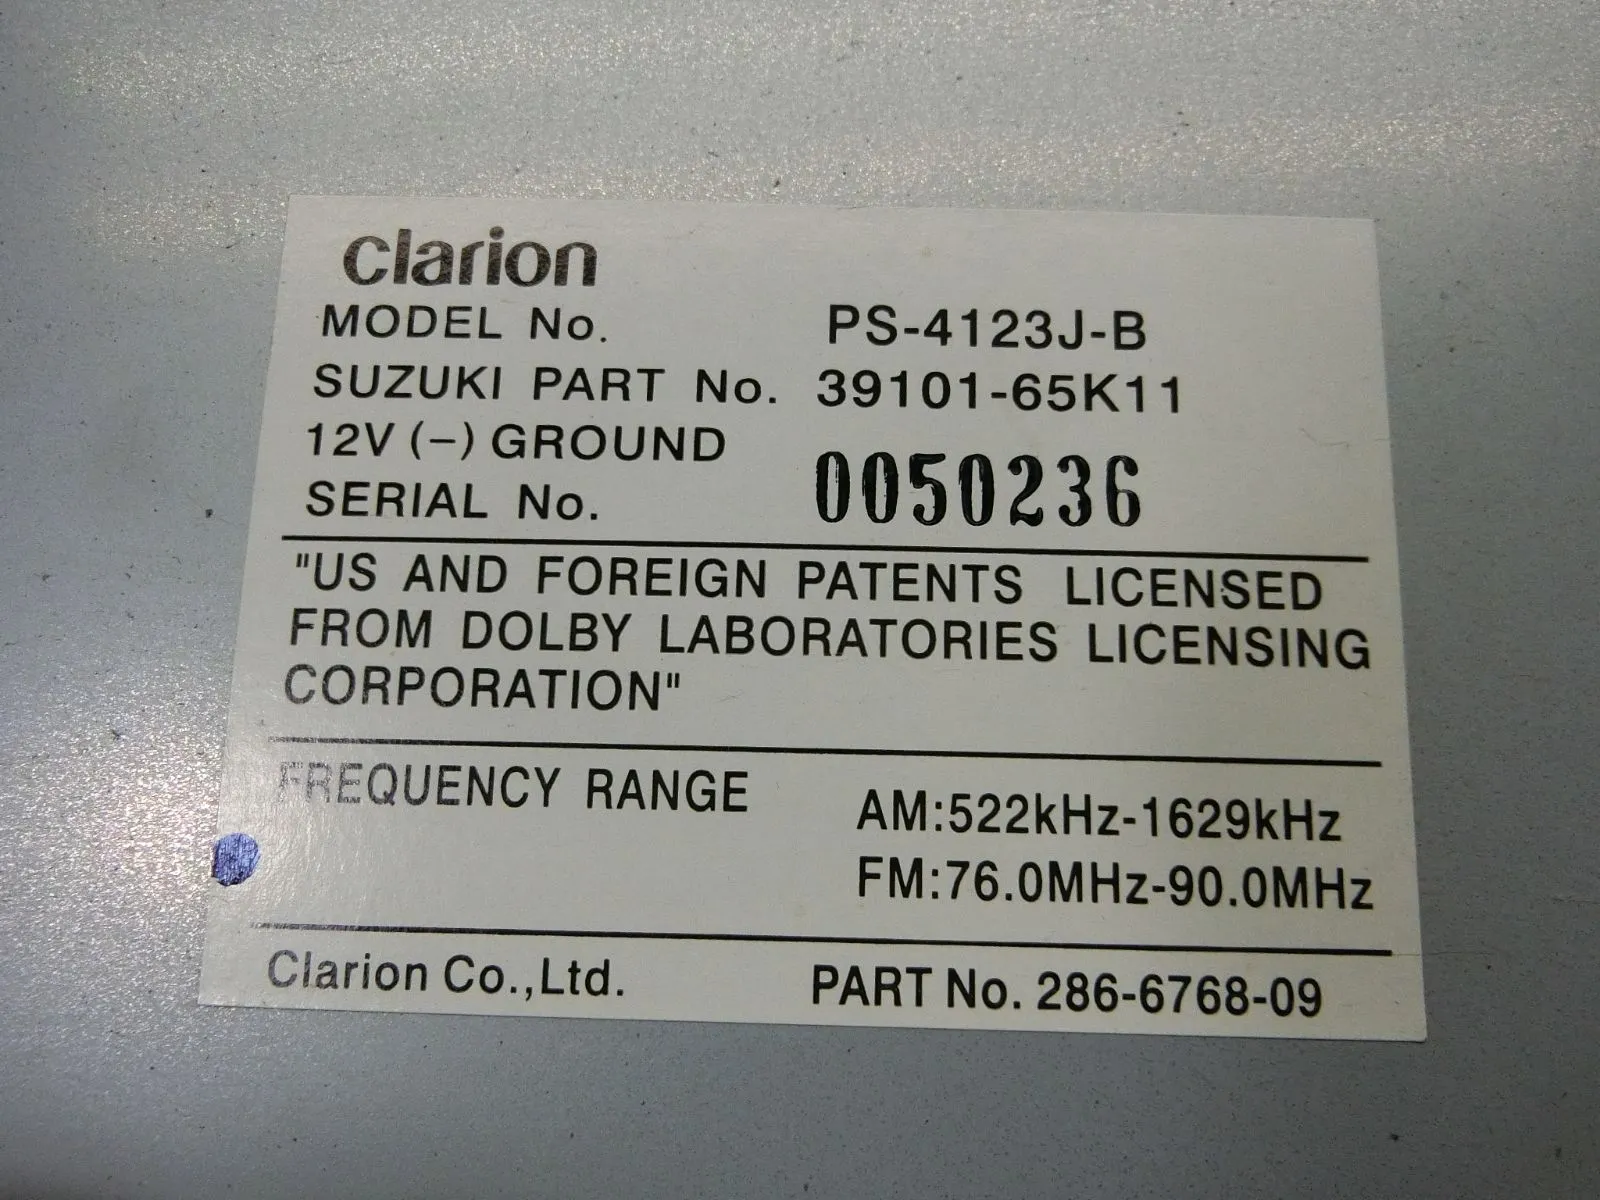 clarion
MODEL No. PS-4123J-B
SUZUKI PART No. 39101-65K11
12V (–) GROUND
SERIAL No. 0050236
"US AND FOREIGN PATENTS LICENSED
FROM DOLBY LABORATORIES LICENSING
CORPORATION"
FREQUENCY RANGE
AM:522kHz-1629kHz
FM:76.0MHz-90.0MHz
Clarion Co.,Ltd. PART No. 286-6768-09